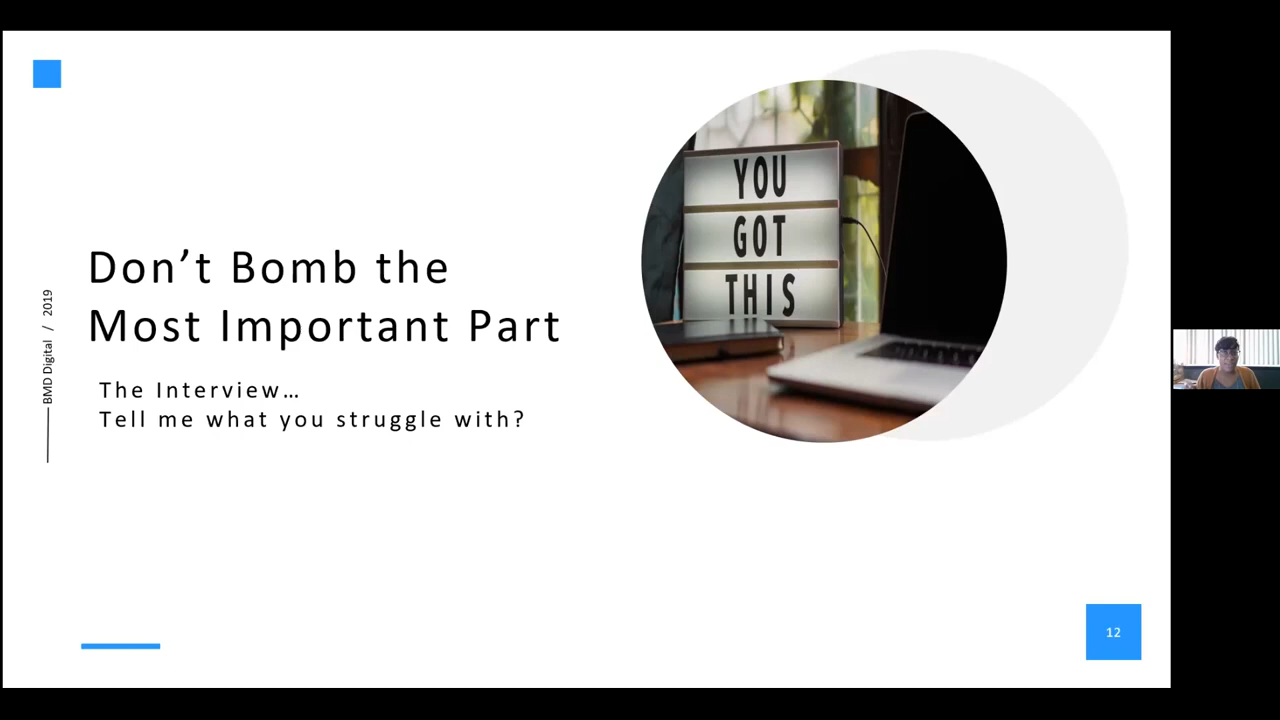 Don’t Bomb the
Most Important Part
The Interview…
Tell me what you struggle with?
YOU
GOT
THIS
BMD Digital / 2019
12